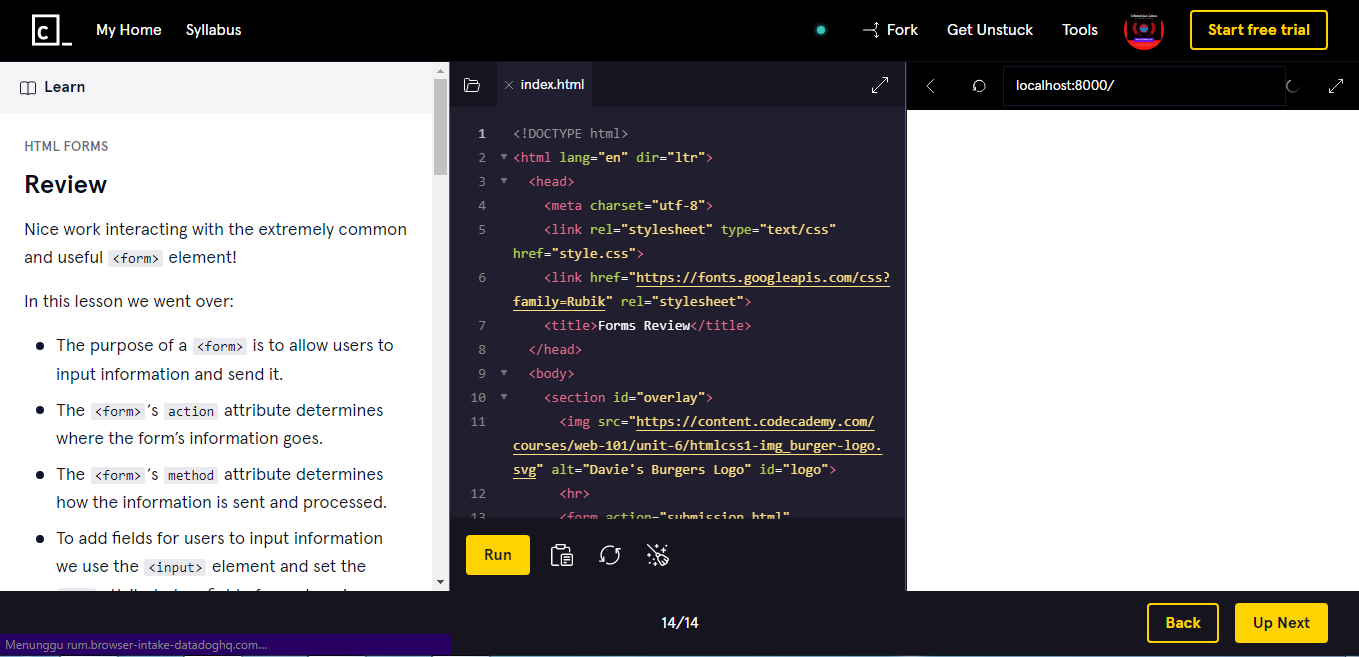 My Home
Syllabus
Fork
Get Unstuck
Tools
Start free trial
Learn
index.html
localhost:8000/
HTML FORMS
Review
Nice work interacting with the extremely common
and useful <form> element!
In this lesson we went over:
The purpose of a <form> is to allow users to
input information and send it.
The <form>‘s action attribute determines
where the form’s information goes.
The <form>‘s method attribute determines
how the information is sent and processed.
To add fields for users to input information
we use the <input> element and set the
1 <!DOCTYPE html>
2 <html lang="en" dir="ltr">
3 <head>
4 <meta charset="utf-8">
5 <link rel="stylesheet" type="text/css"
href="style.css">
6 <link href="https://fonts.googleapis.com/css?
family=Rubik" rel="stylesheet">
7 <title>Forms Review</title>
8 </head>
9 <body>
10 <section id="overlay">
11 <img src="https://content.codecademy.com/
courses/web-101/unit-6/htmlcss1-img_burger-logo.
svg" alt="Davie's Burgers Logo" id="logo">
12 <hr>
13 <form action="submission.html"
Run
14/14
Back
Up Next
Menunggu rum.browser-intake-datadoghq.com...